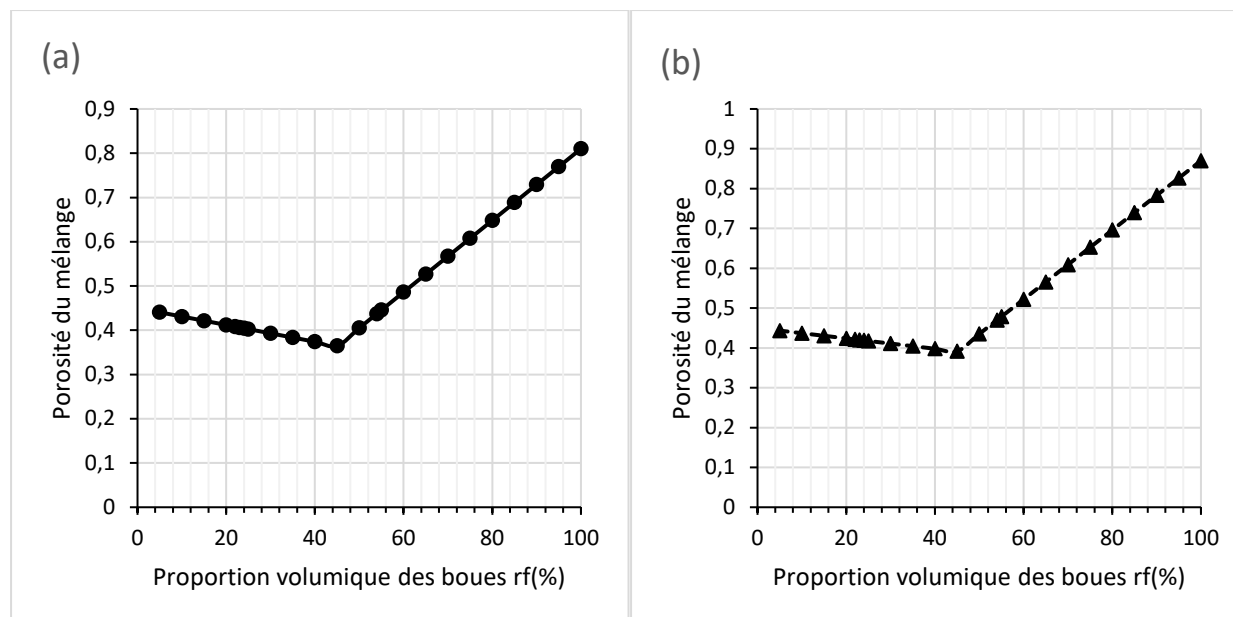 (a)
Porosité du mélange
0,9
0,8
0,7
0,6
0,5
0,4
0,3
0,2
0,1
0
0 20 40 60 80 100
Proportion volumique des boues rf(%)
(b)
Porosité du mélange
1
0,9
0,8
0,7
0,6
0,5
0,4
0,3
0,2
0,1
0
0 20 40 60 80 100
Proportion volumique des boues rf(%)